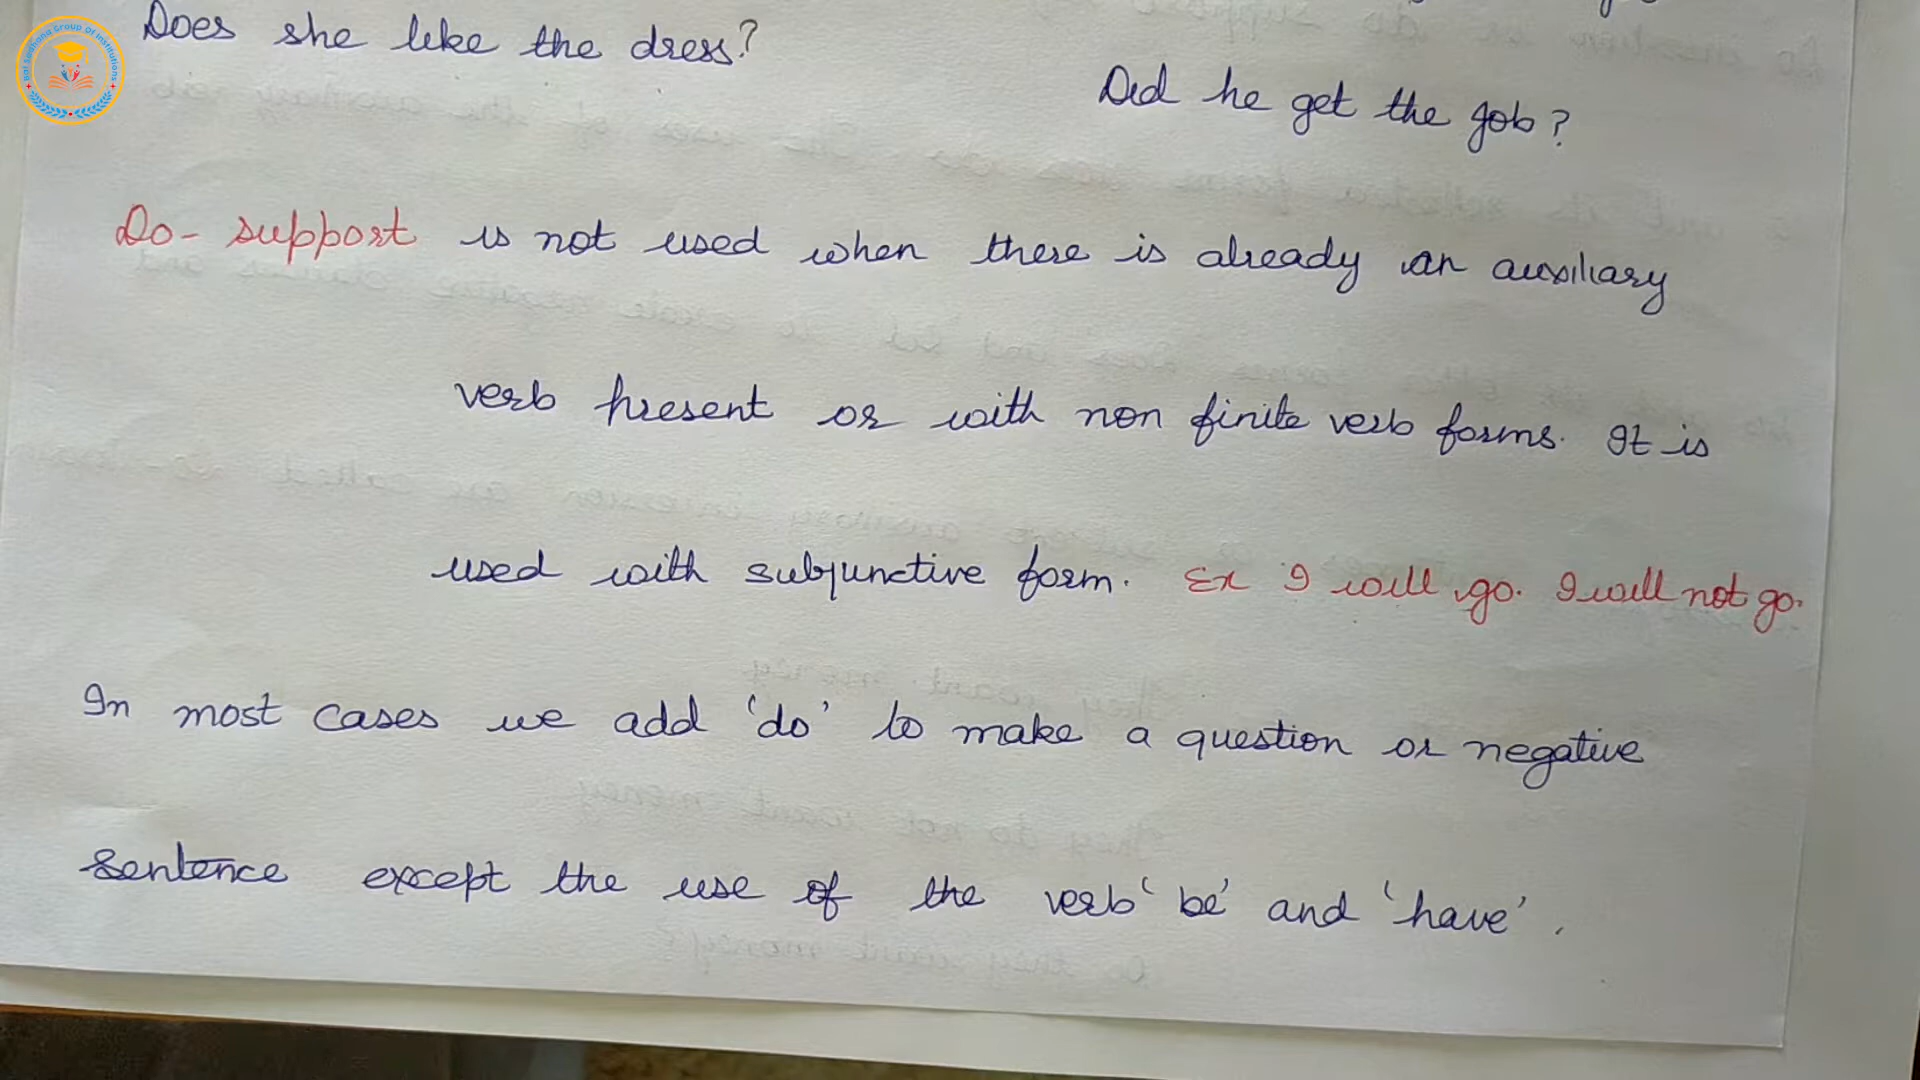 Does she like the dress?
Did he get the job?
Do-support is not used when there is already an auxiliary
verb present or with non finite verb forms. It is
used with subjunctive form. Ex I will go. I will not go.
In most cases we add 'do' to make a question or negative
sentence except the use of the verb 'be' and 'have'.